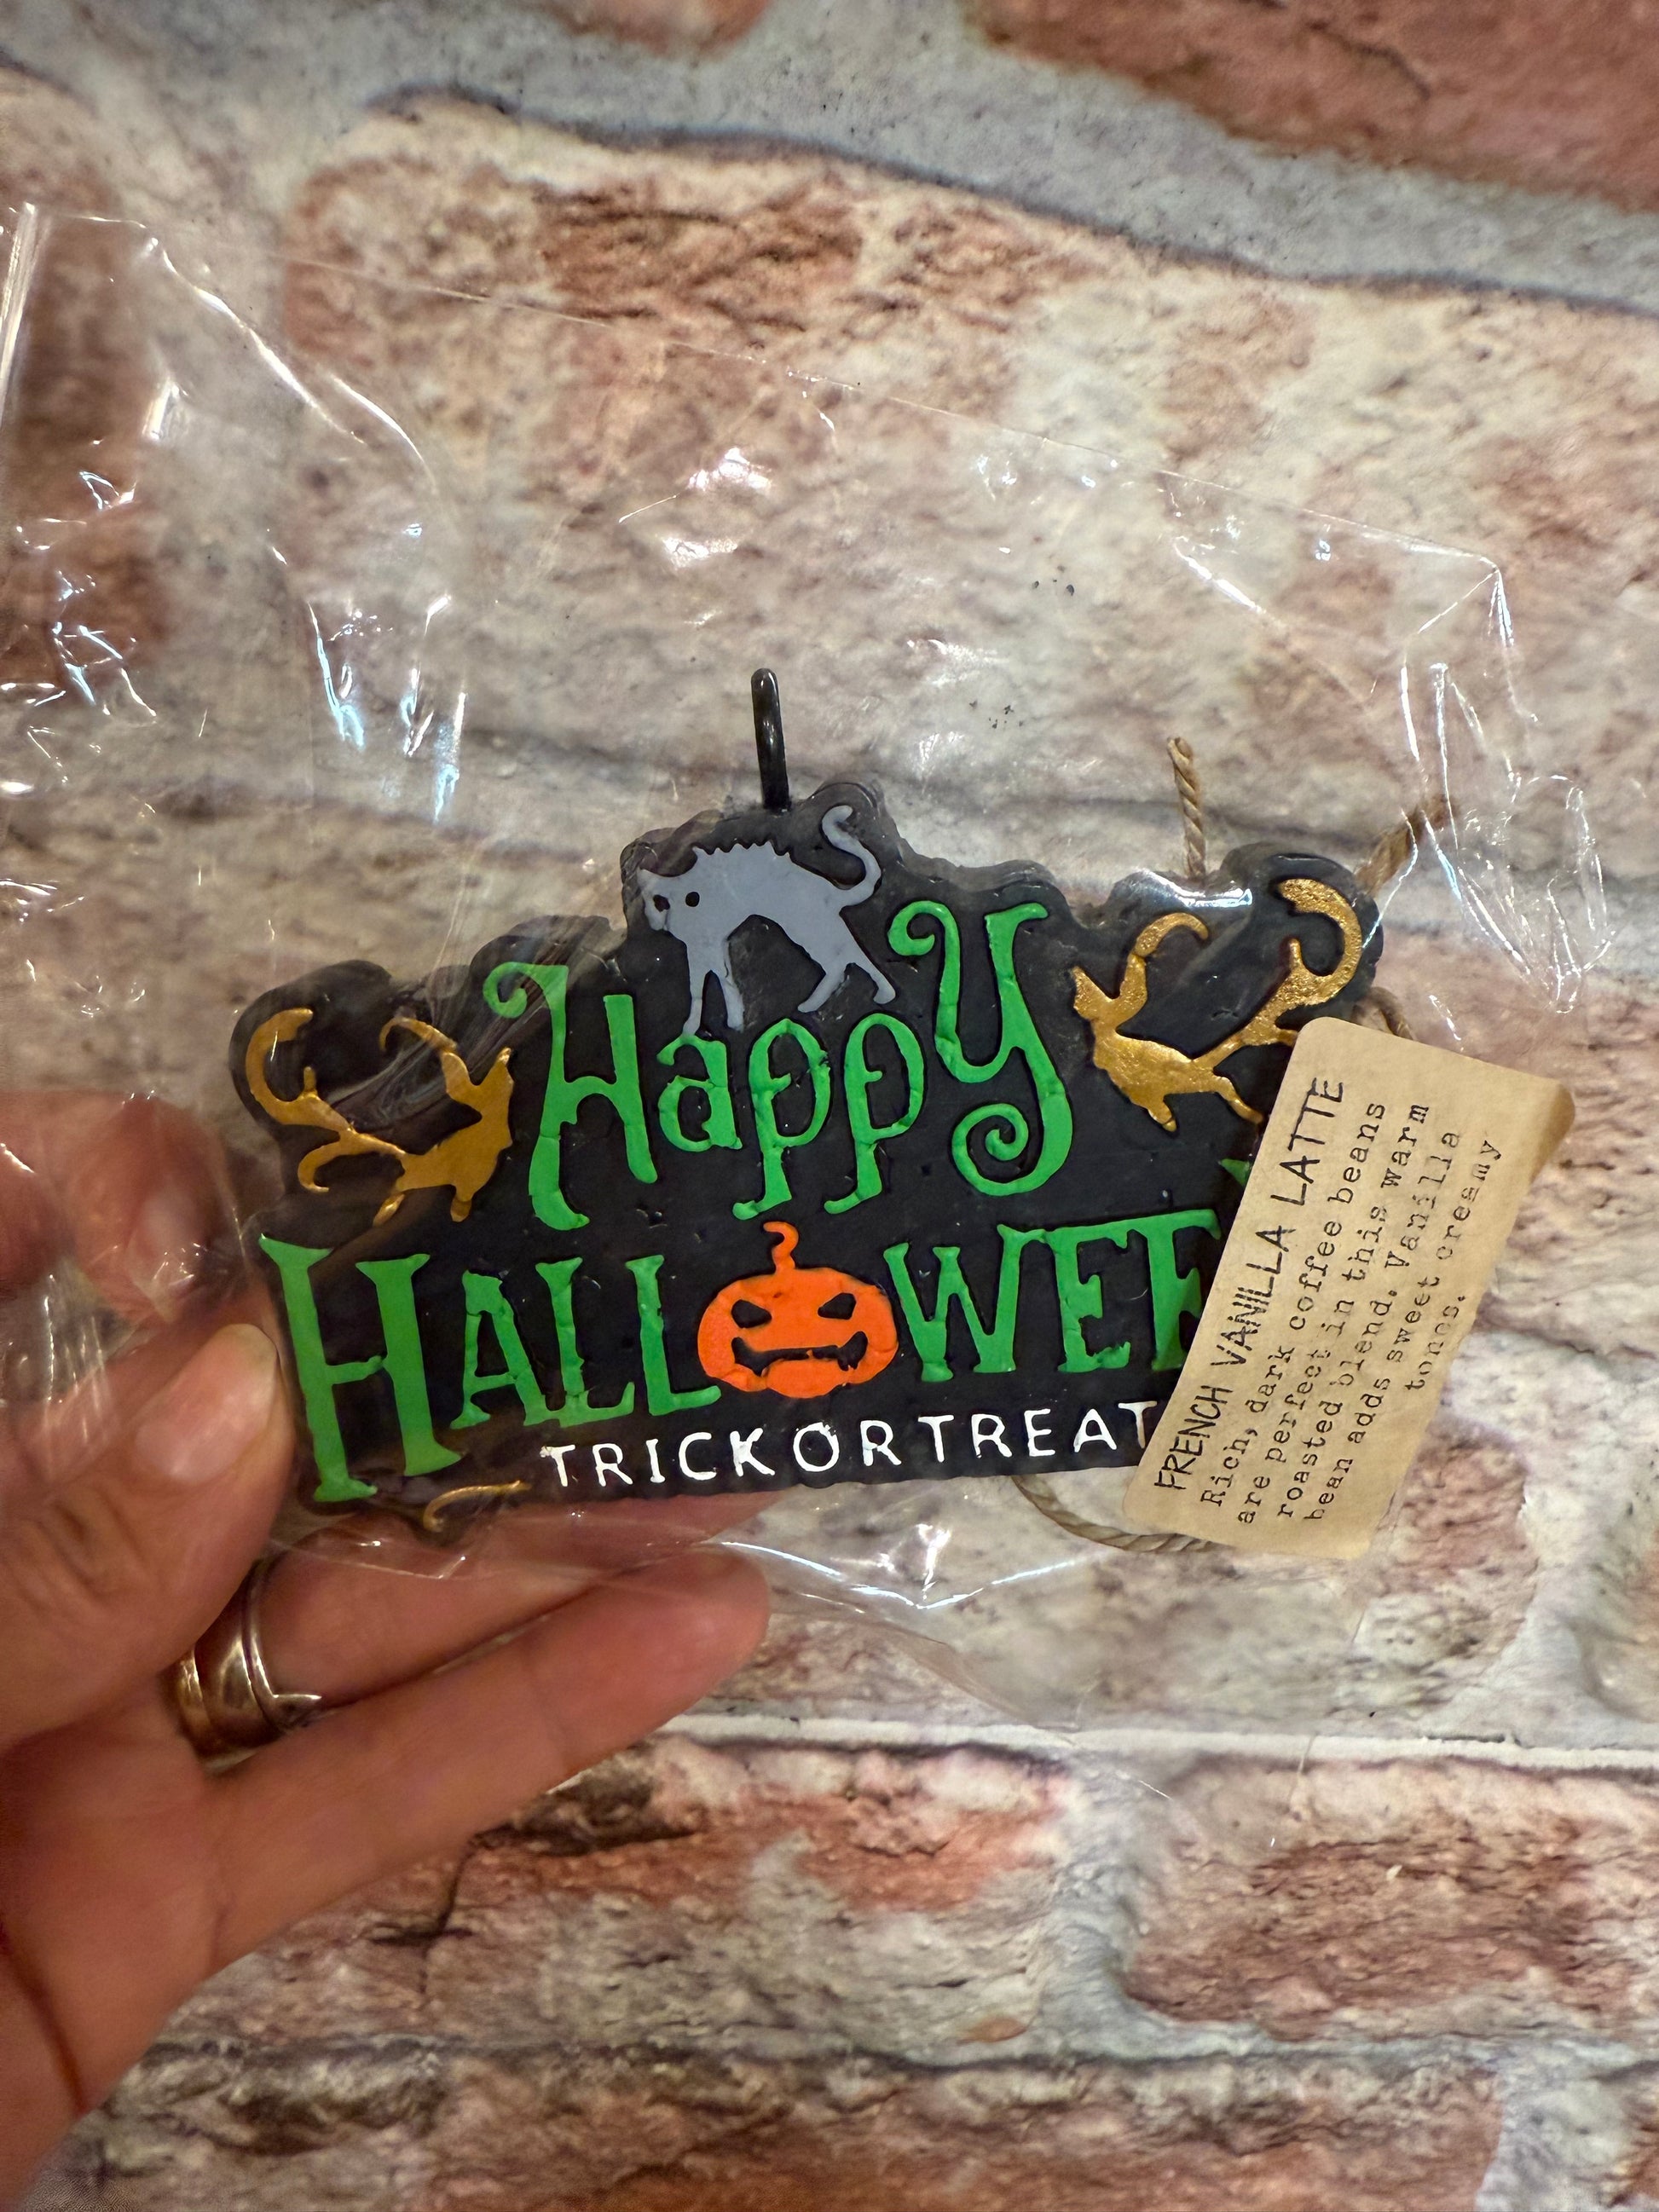 Happy
HALLOWEE
TRICK OR TREAT
FRENCH VANILLA LATTE
Rich, dark coffee beans
are perfect in this warm
roasted blend. Vanilla
bean adds sweet creamy
tones.